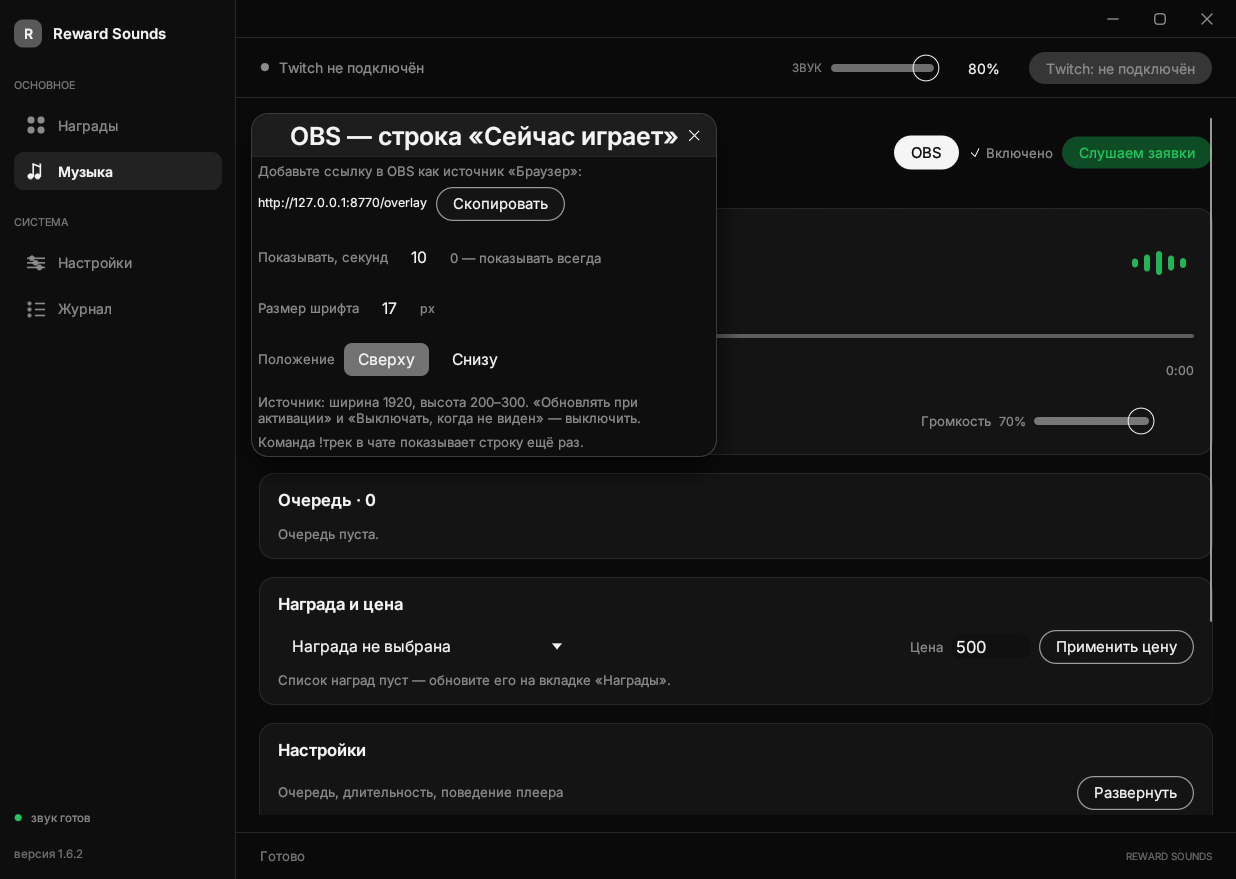 R Reward Sounds
ОСНОВНОЕ
Награды
Музыка
СИСТЕМА
Настройки
Журнал
звук готов
версия 1.6.2
Twitch не подключён
ЗВУК 80% Twitch: не подключён
OBS — строка «Сейчас играет»
Добавьте ссылку в OBS как источник «Браузер»:
http://127.0.0.1:8770/overlay Скопировать
Показывать, секунд 10 0 — показывать всегда
Размер шрифта 17 px
Положение Сверху Снизу
Источник: ширина 1920, высота 200–300. «Обновлять при
активации» и «Выключать, когда не виден» — выключить.
Команда !трек в чате показывает строку ещё раз.
OBS Включено Слушаем заявки
0:00
Громкость 70%
Очередь · 0
Очередь пуста.
Награда и цена
Награда не выбрана Цена 500 Применить цену
Список наград пуст — обновите его на вкладке «Награды».
Настройки
Очередь, длительность, поведение плеера Развернуть
Готово REWARD SOUNDS